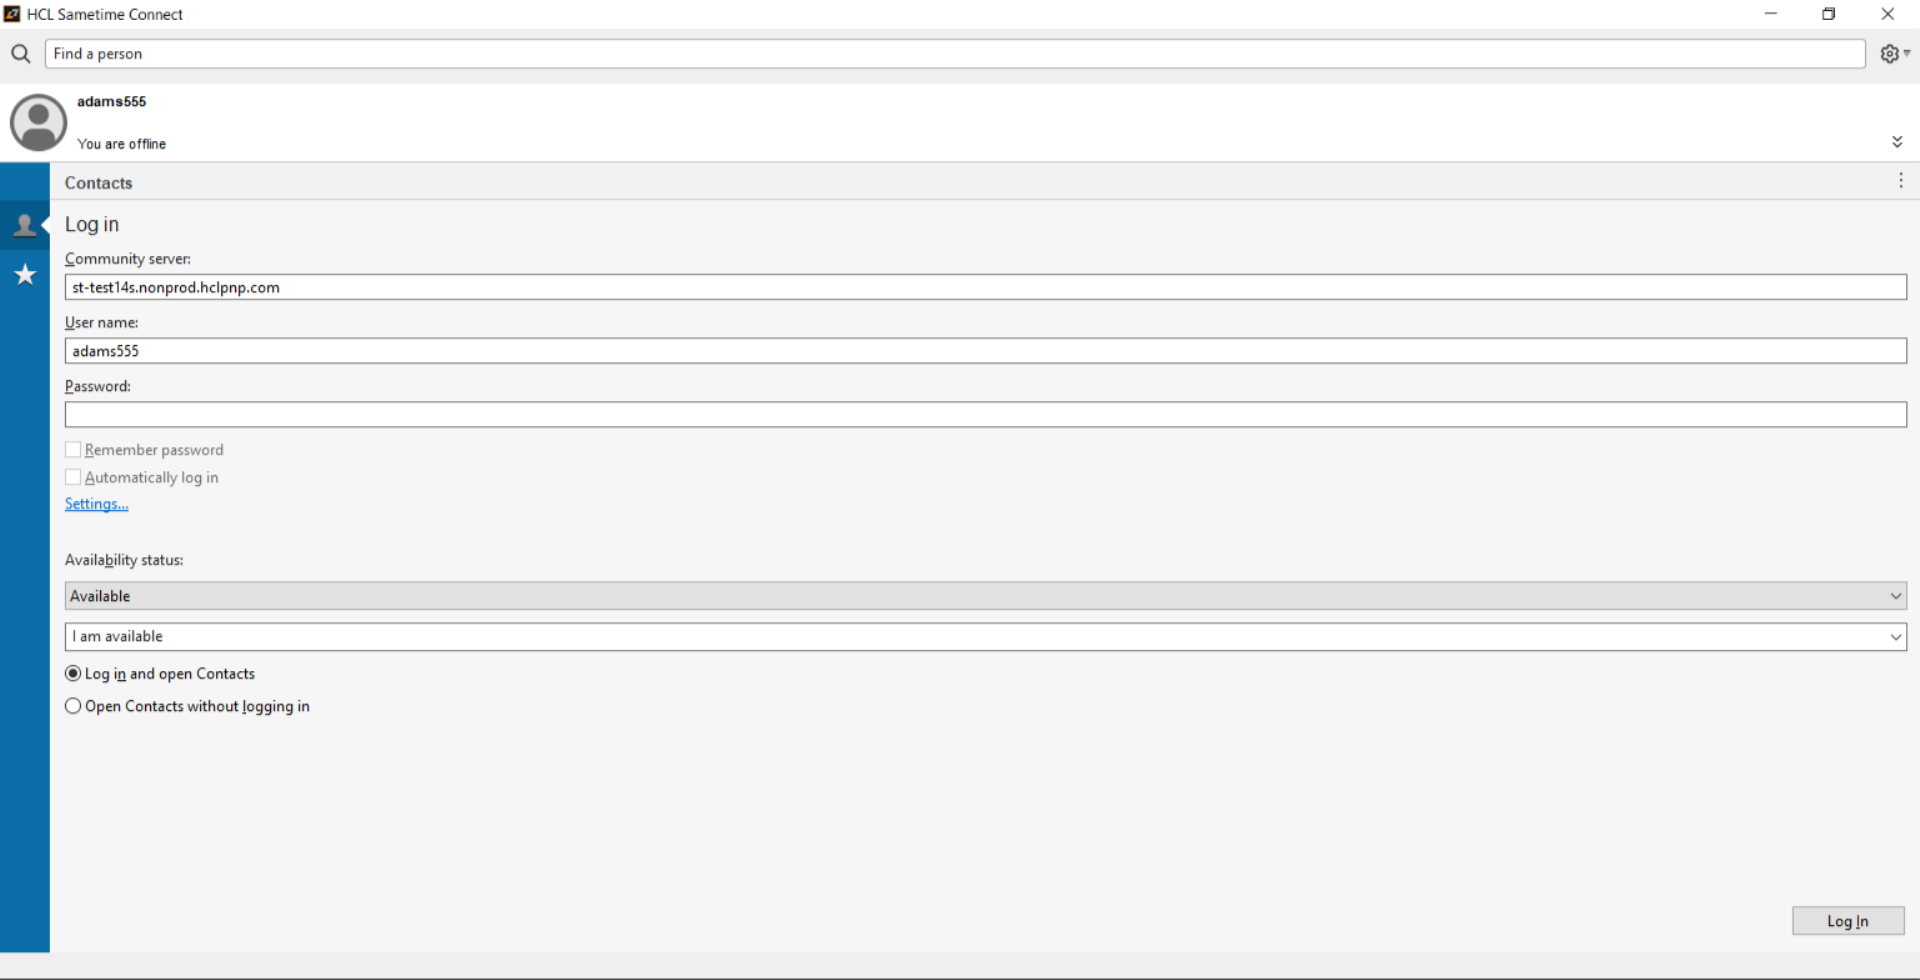 HCL Sametime Connect
Find a person
adams555
You are offline
Contacts
Log in
Community server:
st-test14s.nonprod.hclpnp.com
User name:
adams555
Password:
Remember password
Automatically log in
Settings...
Availability status:
Available
I am available
Log in and open Contacts
Open Contacts without logging in
Log In